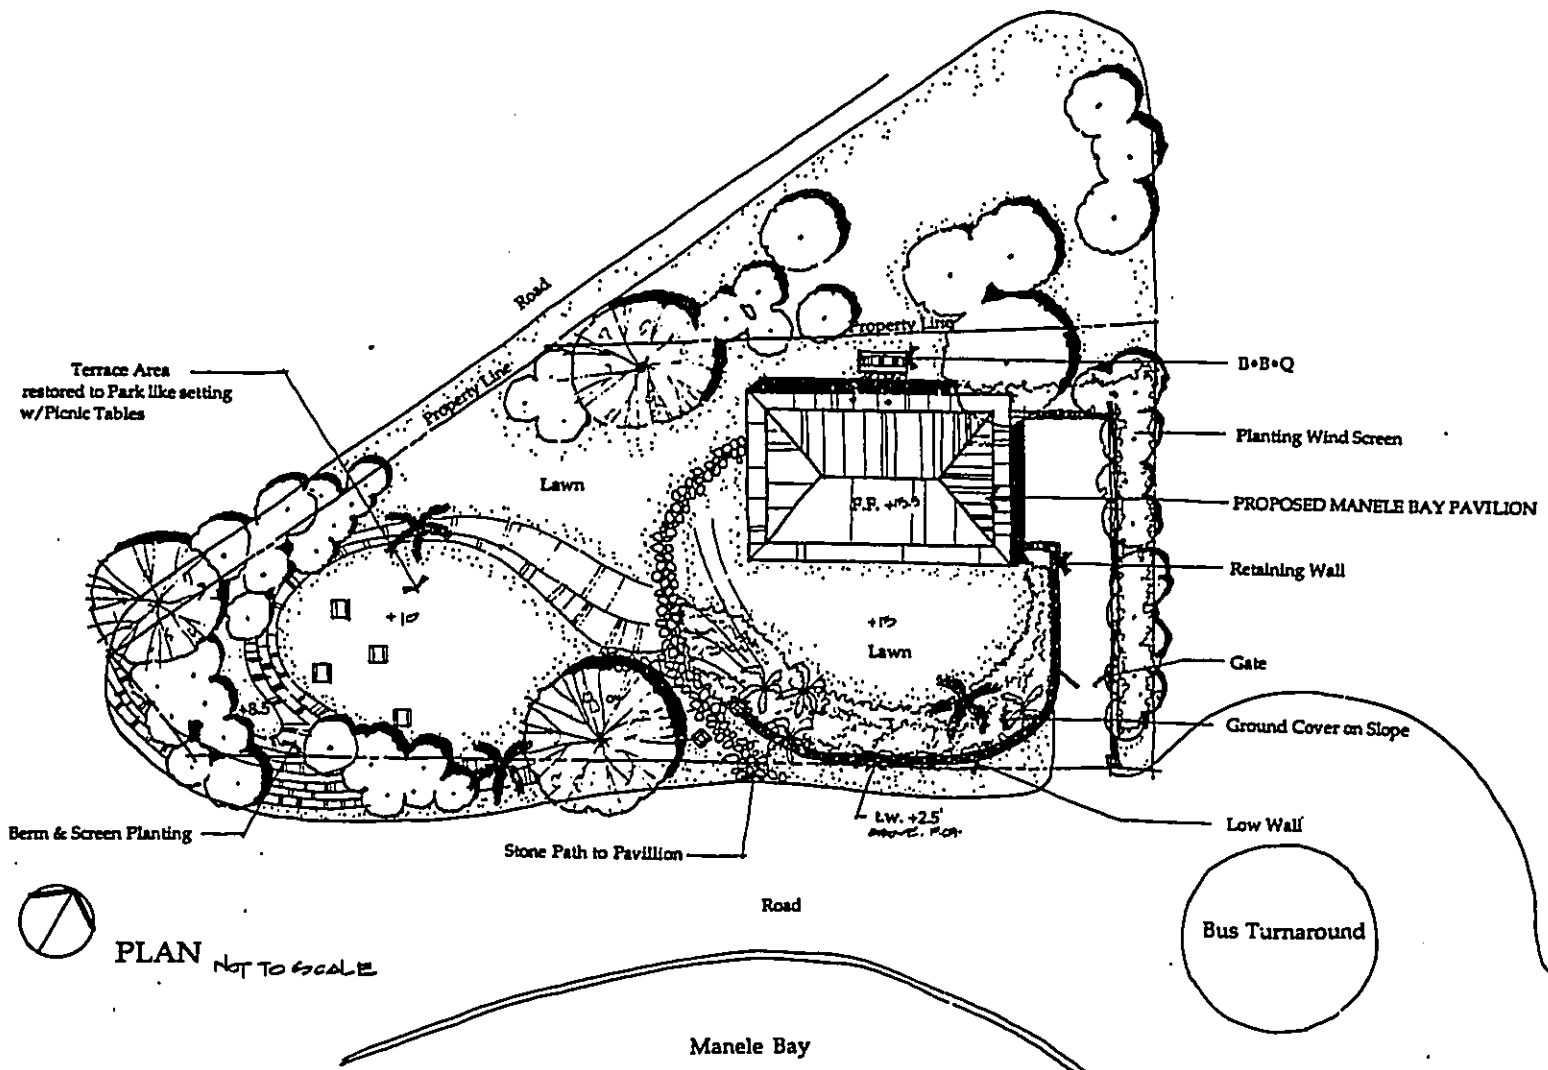 Road
Property Line
B•B•Q
Terrace Area
restored to Park like setting
w/Picnic Tables
Property Line
Planting Wind Screen
Lawn
PROPOSED MANELE BAY PAVILION
Retaining Wall
+10
+15
Lawn
Gate
+8.5
Ground Cover on Slope
Berm & Screen Planting
L.W. +2.5'
Low Wall
Stone Path to Pavillion
Road
Bus Turnaround
PLAN NOT TO SCALE
Manele Bay